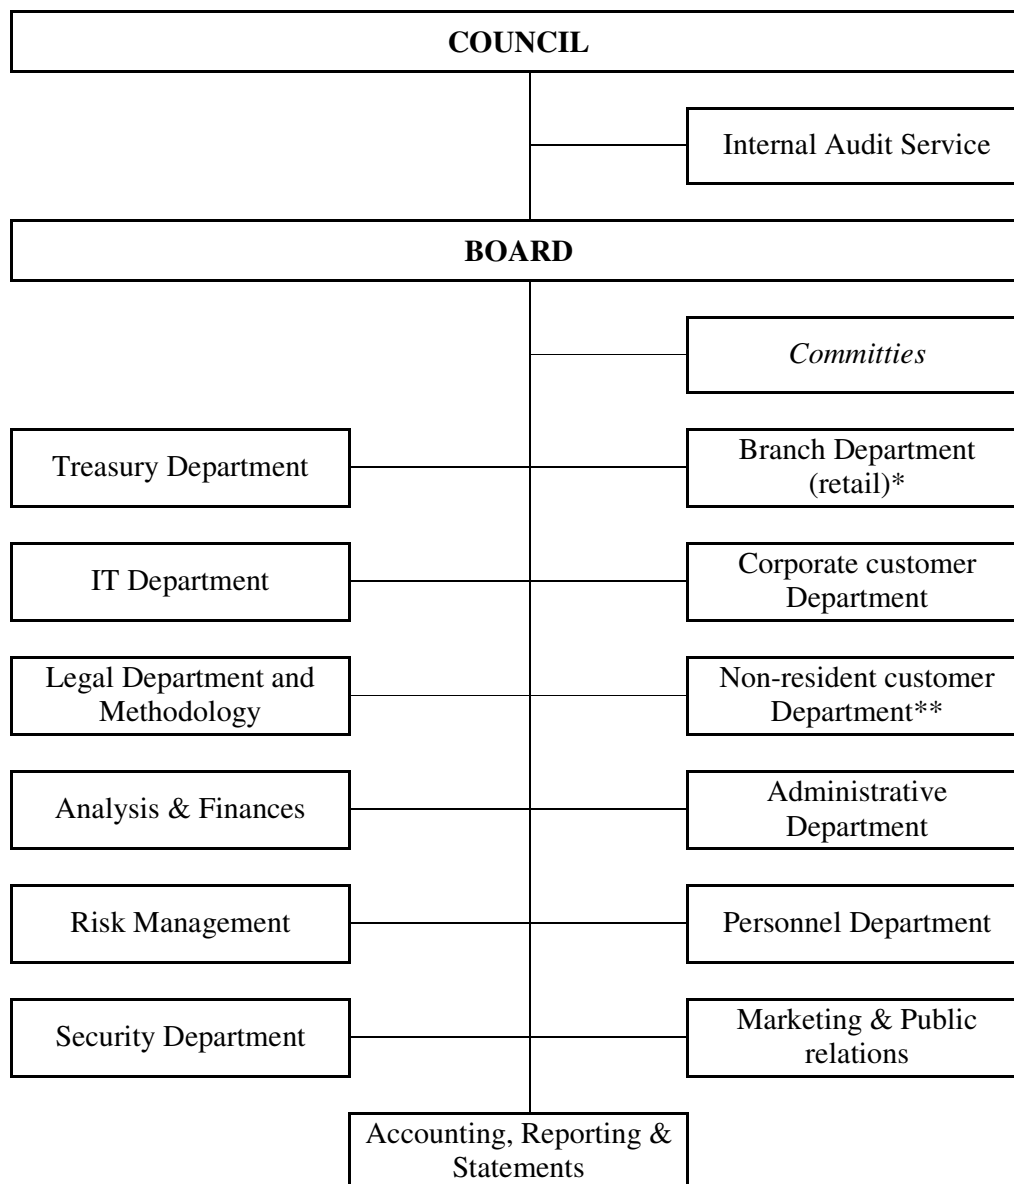 COUNCIL
Internal Audit Service
BOARD
Committies
Treasury Department
Branch Department
(retail)*
IT Department
Corporate customer
Department
Legal Department and
Methodology
Non-resident customer
Department**
Analysis & Finances
Administrative
Department
Risk Management
Personnel Department
Security Department
Marketing & Public
relations
Accounting, Reporting &
Statements